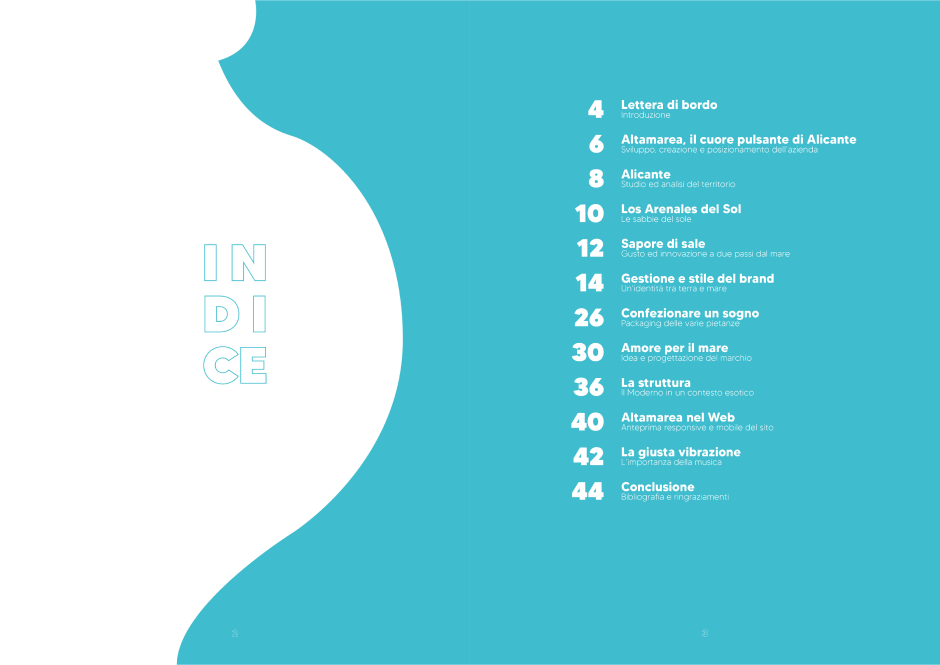 IN
DI
CE
4 Lettera di bordo
Introduzione
6 Altamarea, il cuore pulsante di Alicante
Sviluppo, creazione e posizionamento dell'azienda
8 Alicante
Studio ed analisi del territorio
10 Los Arenales del Sol
Le sabbie del sole
12 Sapore di sale
Gusto ed innovazione a due passi dal mare
14 Gestione e stile del brand
Un'identità tra terra e mare
26 Confezionare un sogno
Packaging delle varie pietanze
30 Amore per il mare
Idea e progettazione del marchio
36 La struttura
Il Moderno in un contesto esotico
40 Altamarea nel Web
Anteprima responsive e mobile del sito
42 La giusta vibrazione
L'importanza della musica
44 Conclusione
Bibliografia e ringraziamenti